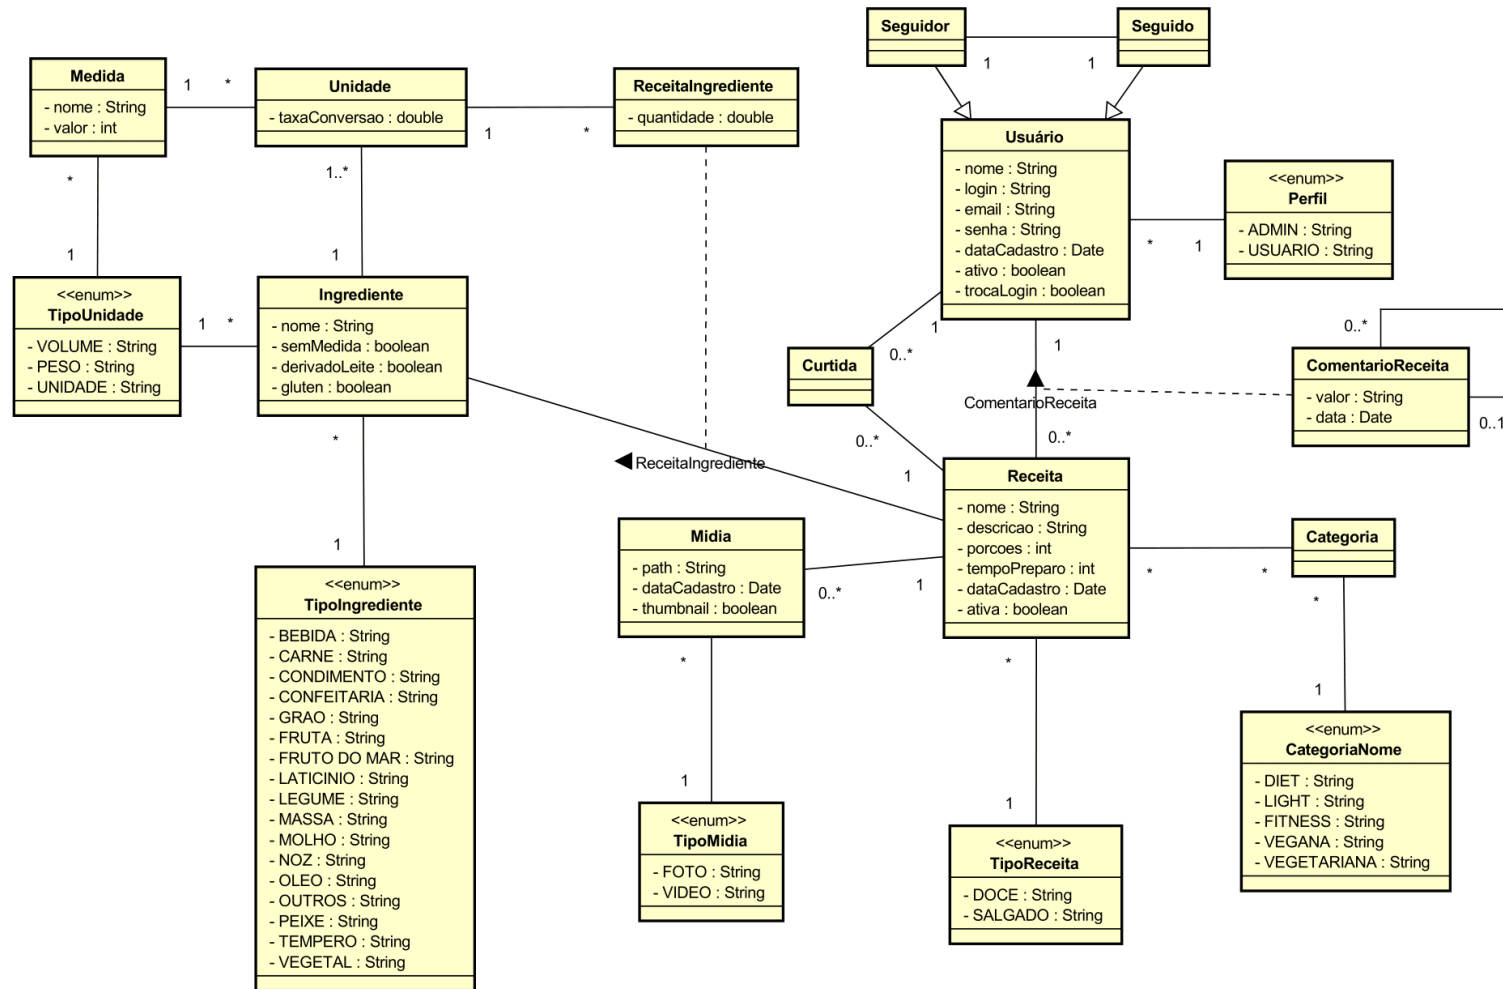 Seguidor
Seguido
1
1
Medida
- nome : String
- valor : int
1
*
Unidade
- taxaConversao : double
1
*
ReceitaIngrediente
- quantidade : double
Usuário
- nome : String
- login : String
- email : String
- senha : String
- dataCadastro : Date
- ativo : boolean
- trocaLogin : boolean
*
1
<<enum>>
Perfil
- ADMIN : String
- USUARIO : String
*
1
1..*
1
<<enum>>
TipoUnidade
- VOLUME : String
- PESO : String
- UNIDADE : String
1
*
Ingrediente
- nome : String
- semMedida : boolean
- derivadoLeite : boolean
- gluten : boolean
1
0..*
Curtida
0..*
1
1
ComentarioReceita
0..*
0..*
ComentarioReceita
- valor : String
- data : Date
0..1
ReceitaIngrediente
*
1
<<enum>>
TipoIngrediente
- BEBIDA : String
- CARNE : String
- CONDIMENTO : String
- CONFEITARIA : String
- GRAO : String
- FRUTA : String
- FRUTO DO MAR : String
- LATICINIO : String
- LEGUME : String
- MASSA : String
- MOLHO : String
- NOZ : String
- OLEO : String
- OUTROS : String
- PEIXE : String
- TEMPERO : String
- VEGETAL : String
Midia
- path : String
- dataCadastro : Date
- thumbnail : boolean
0..*
1
Receita
- nome : String
- descricao : String
- porcoes : int
- tempoPreparo : int
- dataCadastro : Date
- ativa : boolean
*
*
Categoria
*
1
*
1
<<enum>>
TipoMidia
- FOTO : String
- VIDEO : String
*
1
<<enum>>
TipoReceita
- DOCE : String
- SALGADO : String
<<enum>>
CategoriaNome
- DIET : String
- LIGHT : String
- FITNESS : String
- VEGANA : String
- VEGETARIANA : String